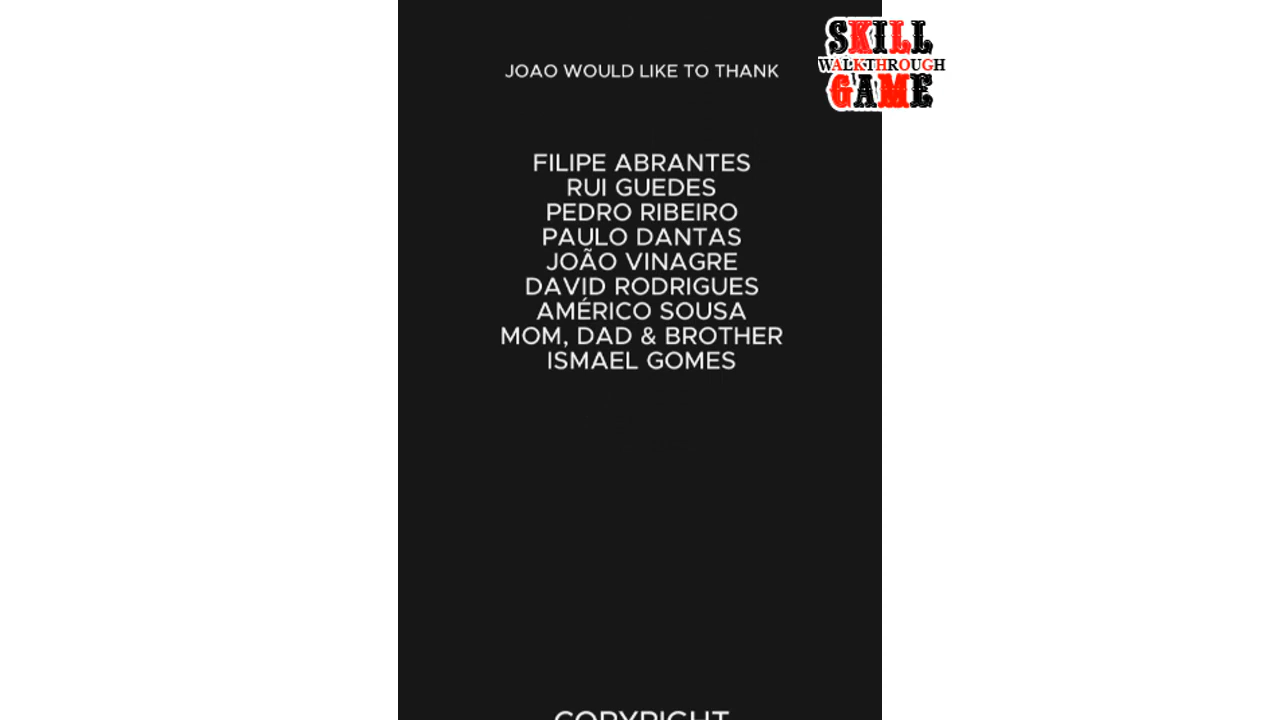 SKILL
WALKTHROUGH
GAME
JOAO WOULD LIKE TO THANK
FILIPE ABRANTES
RUI GUEDES
PEDRO RIBEIRO
PAULO DANTAS
JOÃO VINAGRE
DAVID RODRIGUES
AMÉRICO SOUSA
MOM, DAD & BROTHER
ISMAEL GOMES
COPYRIGHT